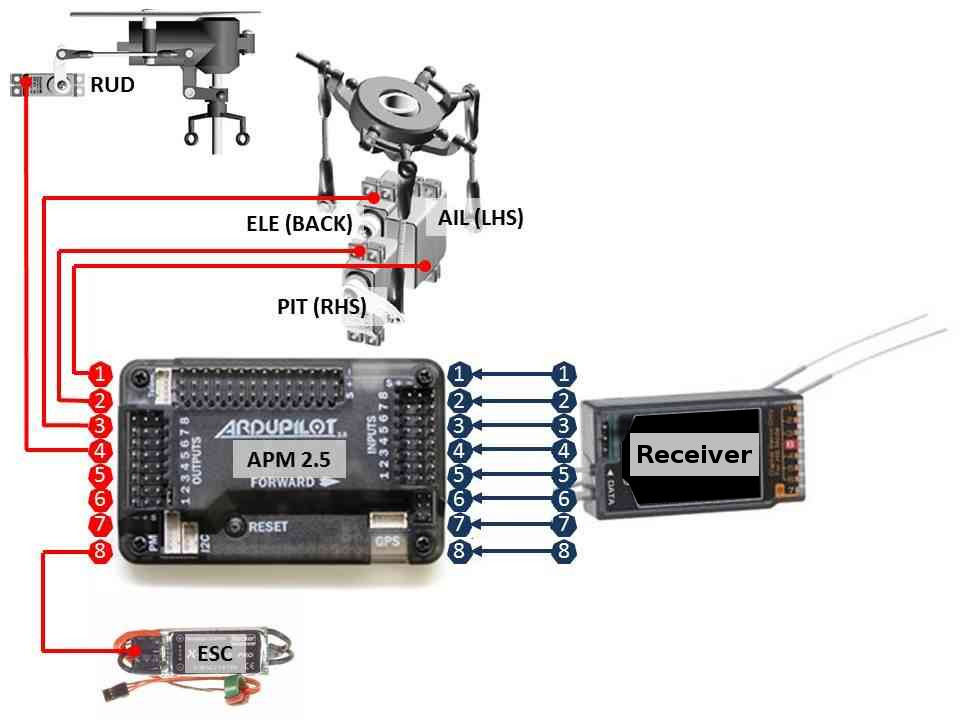 RUD
ELE (BACK)
AIL (LHS)
PIT (RHS)
1
2
3
4
5
6
7
8
OUTPUTS
1 2 3 4 5 6 7 8
ARDUPILOT
APM 2.5
FORWARD
RESET
PM
I2C
GPS
INPUTS
1 2 3 4 5 6 7 8
S + -
1
2
3
4
5
6
7
8
1
2
3
4
5
6
7
8
Receiver
DATA
ESC